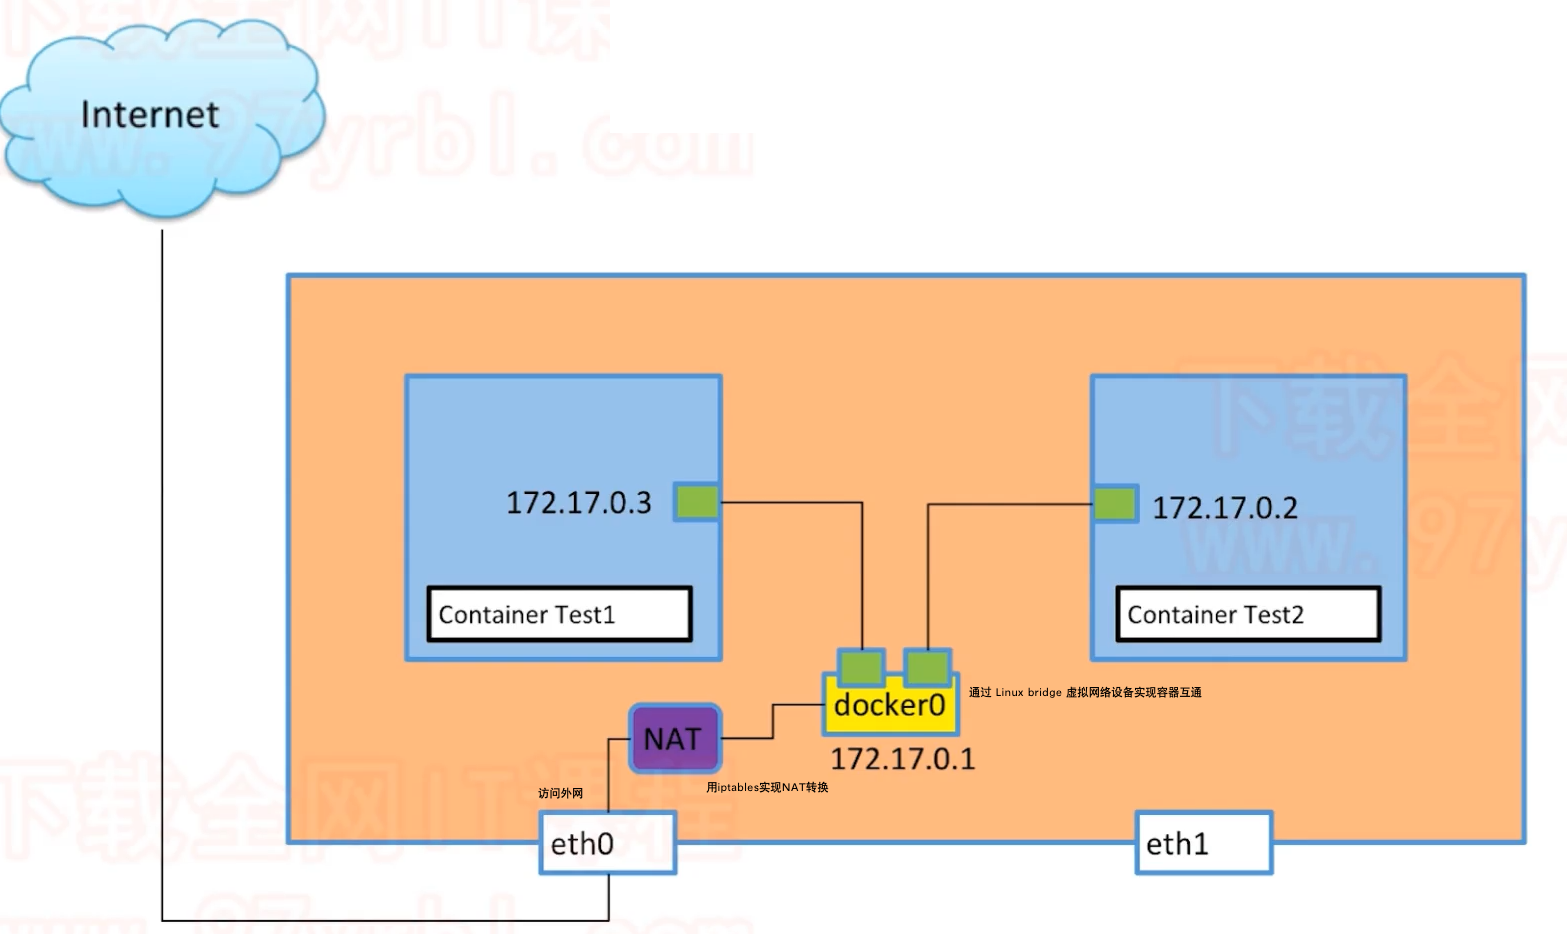 下载全网IT课
Internet
www.97yrbl.com
下载全网
172.17.0.3
172.17.0.2
www.97y
Container Test1
Container Test2
通过 Linux bridge 虚拟网络设备实现容器互通
docker0
NAT
172.17.0.1
用iptables实现NAT转换
访问外网
下载全网IT课程
eth0
eth1
www.97yrbl.com